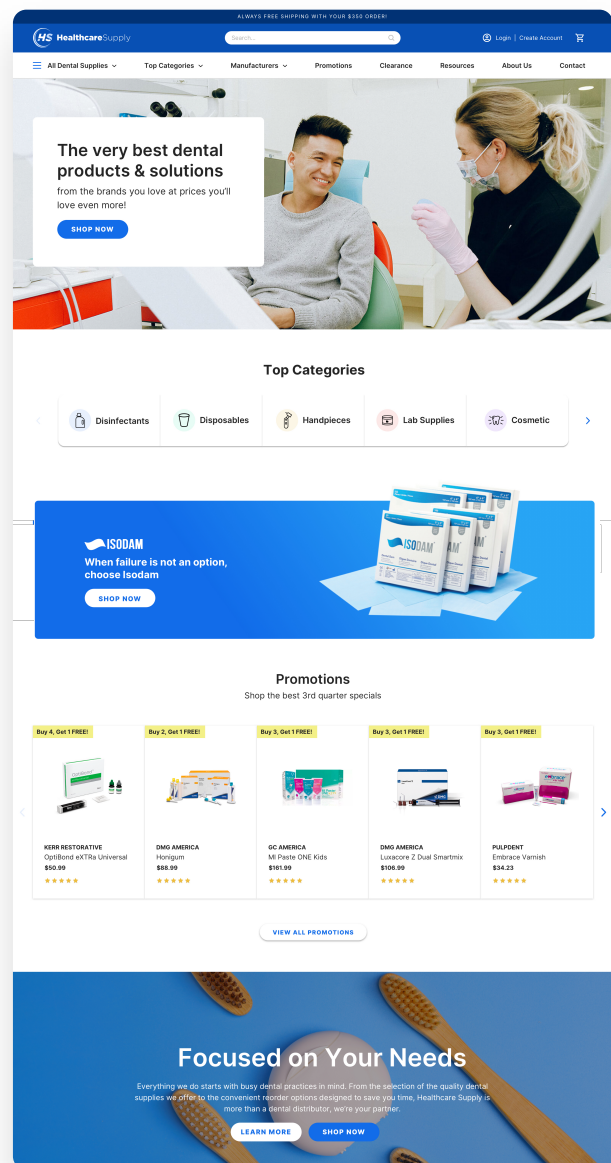 ALWAYS FREE SHIPPING WITH YOUR $350 ORDER!
HS HealthcareSupply
Search...
Login | Create Account
All Dental Supplies
Top Categories
Manufacturers
Promotions
Clearance
Resources
About Us
Contact
The very best dental
products & solutions
from the brands you love at prices you'll
love even more!
SHOP NOW
Top Categories
Disinfectants
Disposables
Handpieces
Lab Supplies
Cosmetic
ISODAM
When failure is not an option,
choose Isodam
SHOP NOW
ISODAM
Promotions
Shop the best 3rd quarter specials
Buy 4, Get 1 FREE!
Buy 2, Get 1 FREE!
Buy 3, Get 1 FREE!
Buy 3, Get 1 FREE!
Buy 3, Get 1 FREE!
KERR RESTORATIVE
OptiBond eXTRa Universal
$50.99
DMG AMERICA
Honigum
$88.99
GC AMERICA
MI Paste ONE Kids
$161.99
DMG AMERICA
Luxacore Z Dual Smartmix
$106.99
PULPDENT
Embrace Varnish
$34.23
VIEW ALL PROMOTIONS
Focused on Your Needs
Everything we do starts with busy dental practices in mind. From the selection of the quality dental
supplies we offer to the convenient reorder options designed to save you time, Healthcare Supply is
more than a dental distributor, we're your partner.
LEARN MORE
SHOP NOW